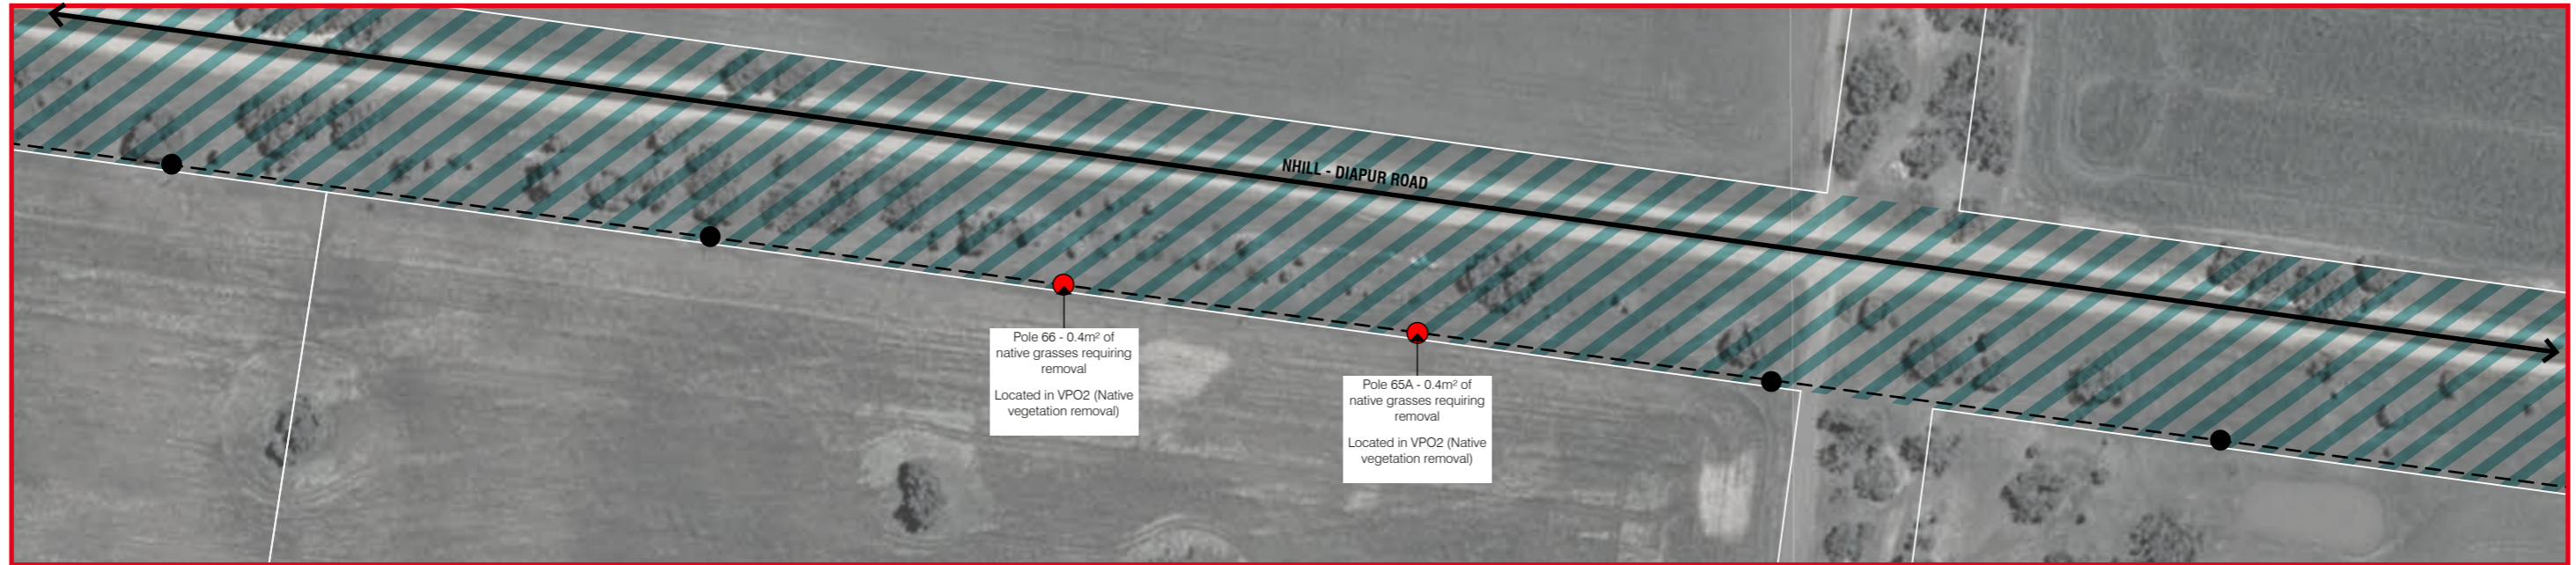 NHILL - DIAPUR ROAD
Pole 66 - 0.4m² of
native grasses requiring
removal
Located in VPO2 (Native
vegetation removal)
Pole 65A - 0.4m² of
native grasses requiring
removal
Located in VPO2 (Native
vegetation removal)